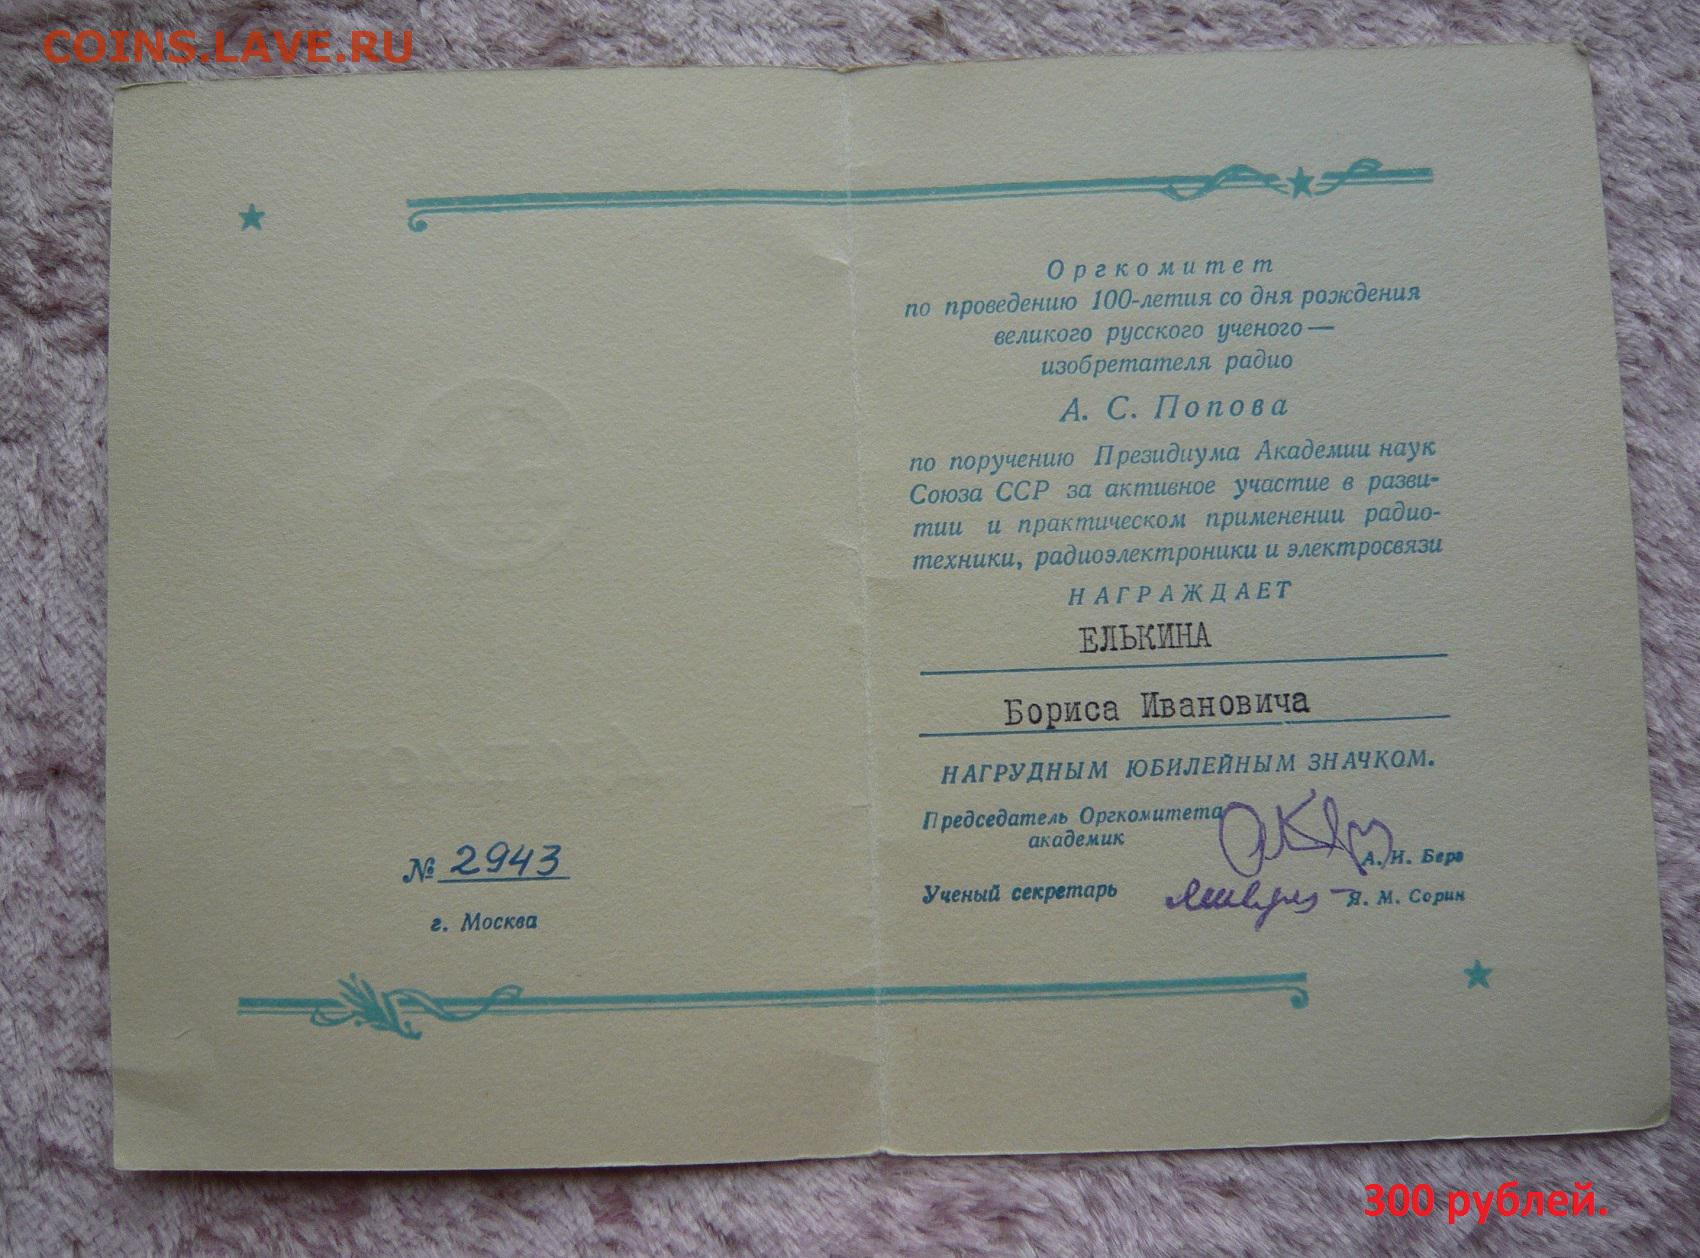 COINS.LAVE.RU
№ 2943
г. Москва
Оргкомитет
по проведению 100-летия со дня рождения
великого русского ученого —
изобретателя радио
А. С. Попова
по поручению Президиума Академии наук
Союза ССР за активное участие в разви-
тии и практическом применении радио-
техники, радиоэлектроники и электросвязи
НАГРАЖДАЕТ
ЕЛЬКИНА
Бориса Ивановича
НАГРУДНЫМ ЮБИЛЕЙНЫМ ЗНАЧКОМ.
Председатель Оргкомитета
академик
А. И. Берг
Ученый секретарь
Я. М. Сорин
300 рублей.